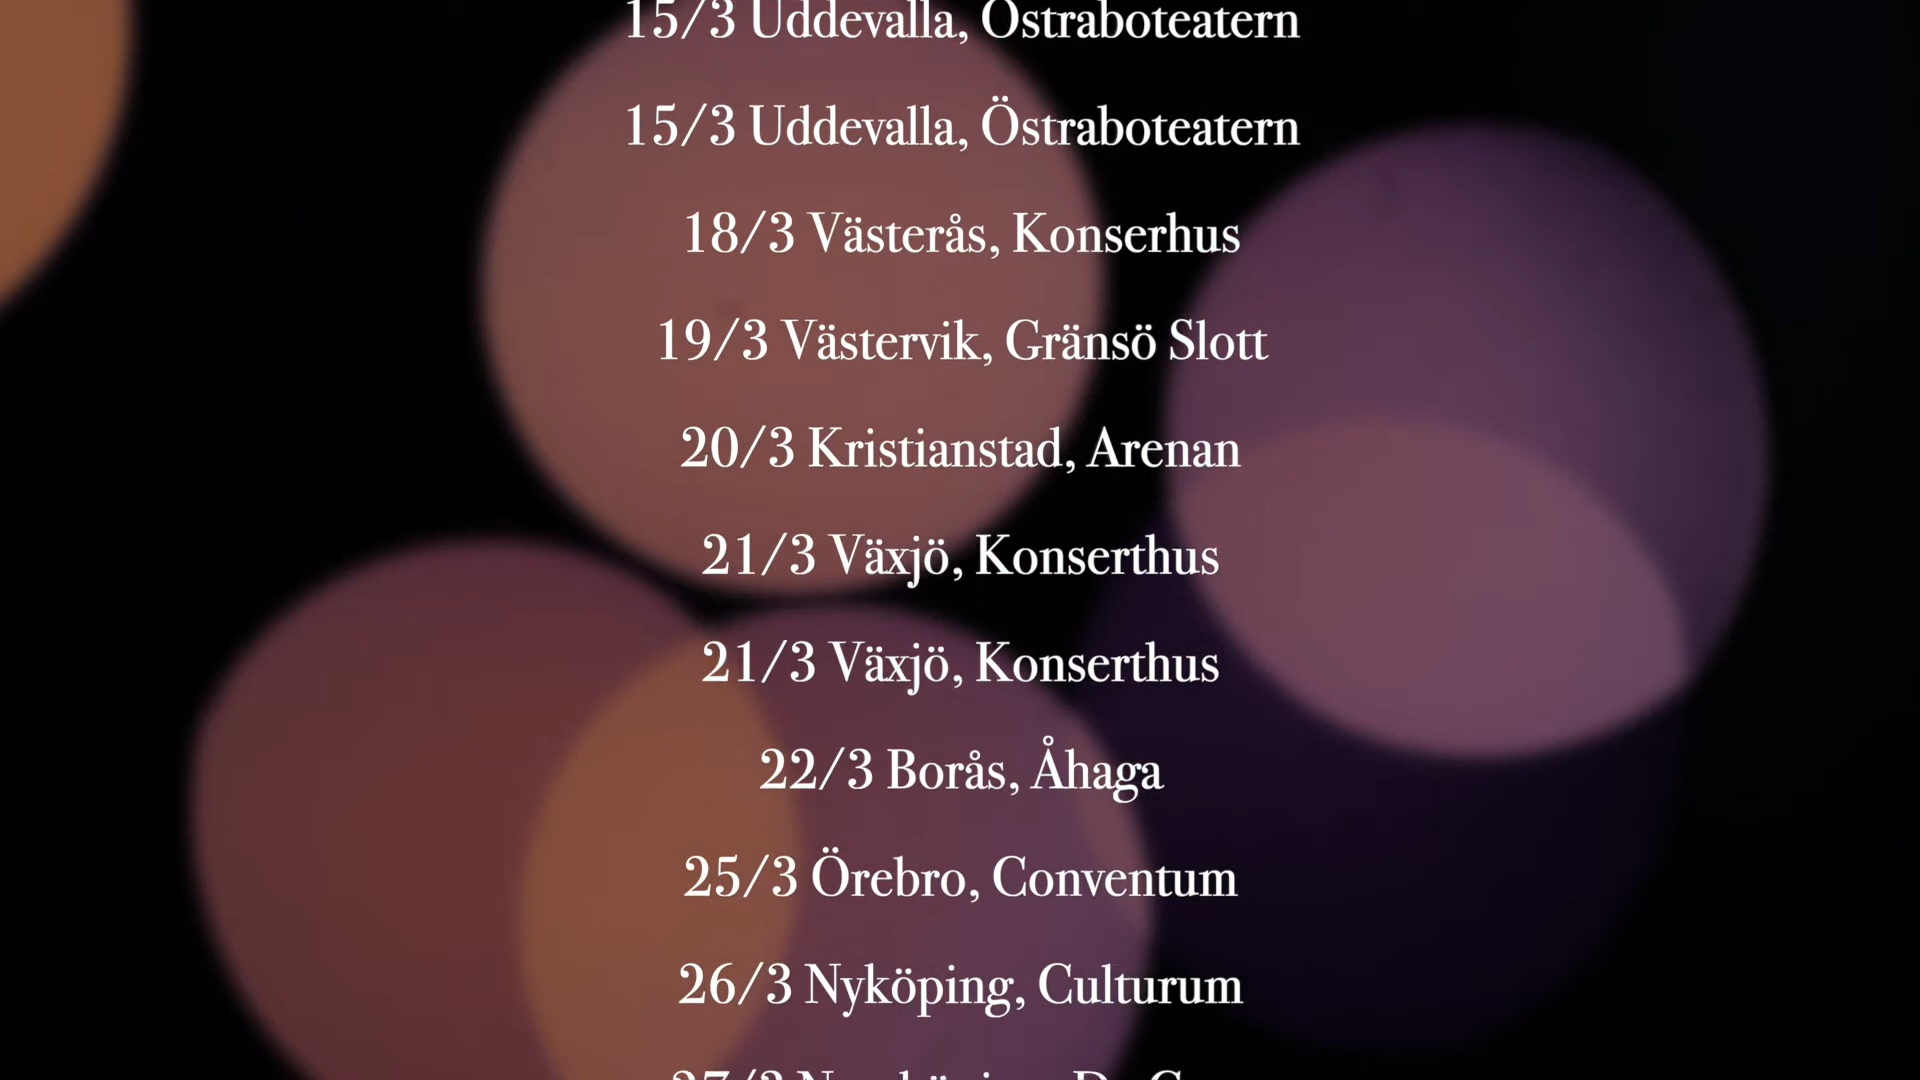 15/3 Uddevalla, Östraboteatern
15/3 Uddevalla, Östraboteatern
18/3 Västerås, Konserhus
19/3 Västervik, Gränsö Slott
20/3 Kristianstad, Arenan
21/3 Växjö, Konserthus
21/3 Växjö, Konserthus
22/3 Borås, Åhaga
25/3 Örebro, Conventum
26/3 Nyköping, Culturum
27/3